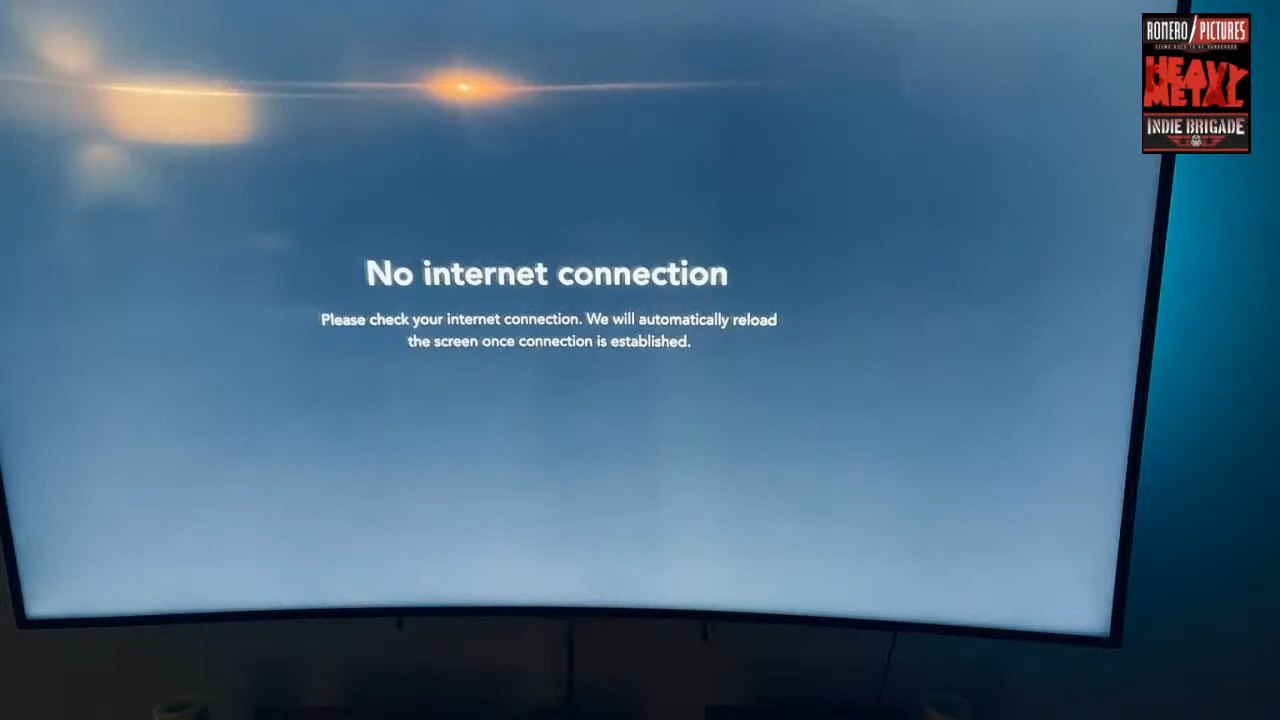 ROMERO/PICTURES
HEAVY
METAL
INDIE BRIGADE
No internet connection
Please check your internet connection. We will automatically reload
the screen once connection is established.